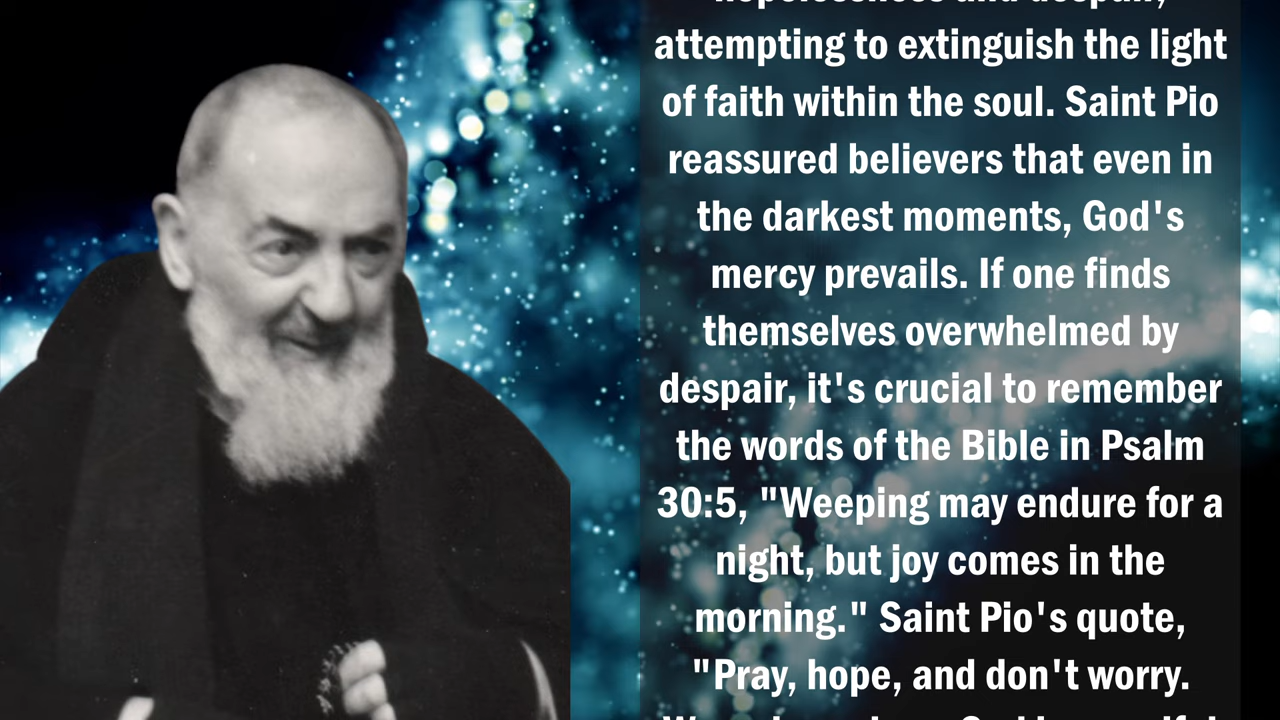 hopelessness and despair,
attempting to extinguish the light
of faith within the soul. Saint Pio
reassured believers that even in
the darkest moments, God's
mercy prevails. If one finds
themselves overwhelmed by
despair, it's crucial to remember
the words of the Bible in Psalm
30:5, "Weeping may endure for a
night, but joy comes in the
morning." Saint Pio's quote,
"Pray, hope, and don't worry.